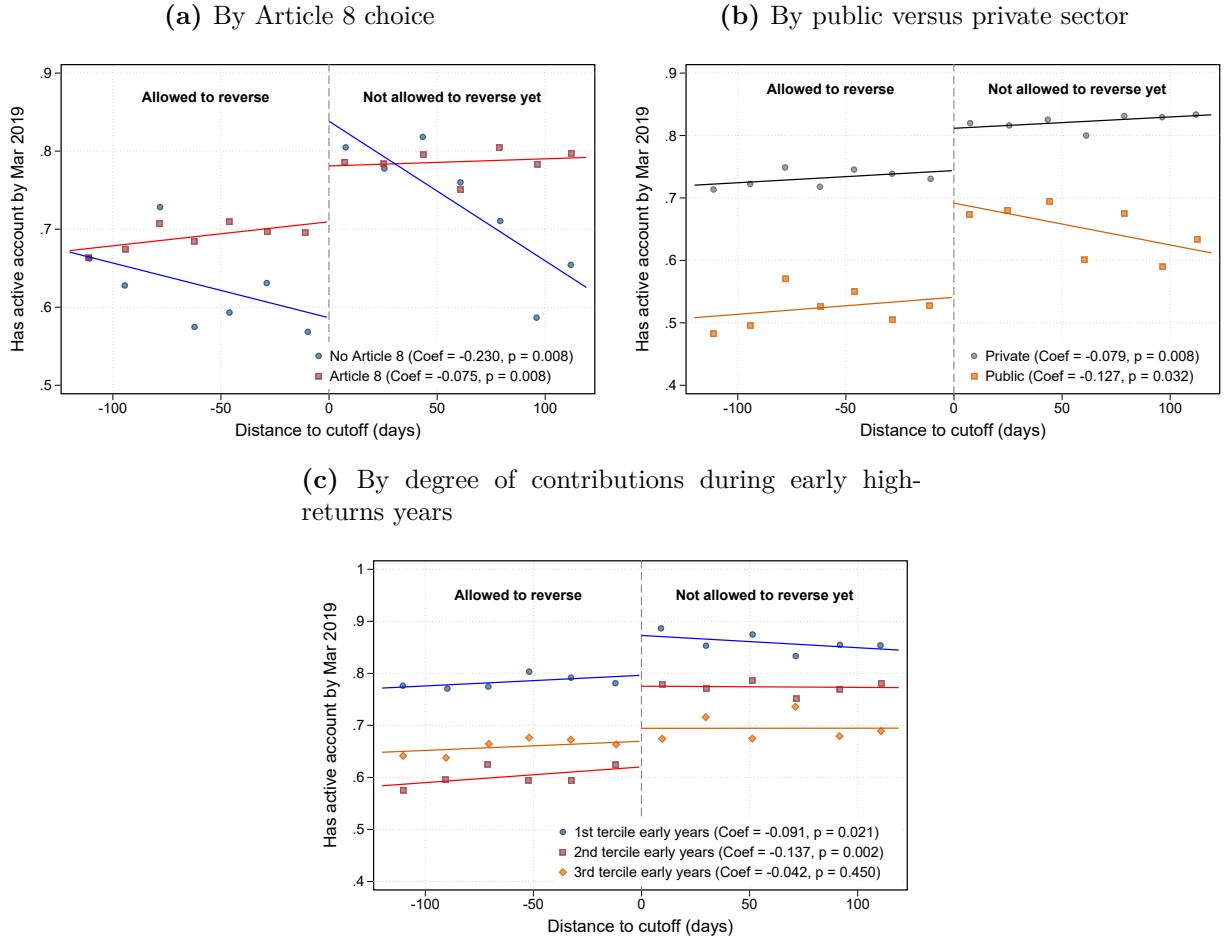 (a) By Article 8 choice
Has active account by Mar 2019
.9
.8
.7
.6
.5
Allowed to reverse
Not allowed to reverse yet
No Article 8 (Coef = -0.230, p = 0.008)
Article 8 (Coef = -0.075, p = 0.008)
-100 -50 0 50 100
Distance to cutoff (days)
(b) By public versus private sector
Has active account by Mar 2019
.9
.8
.7
.6
.5
.4
Allowed to reverse
Not allowed to reverse yet
Private (Coef = -0.079, p = 0.008)
Public (Coef = -0.127, p = 0.032)
-100 -50 0 50 100
Distance to cutoff (days)
(c) By degree of contributions during early high-
returns years
Has active account by Mar 2019
1
.9
.8
.7
.6
.5
.4
Allowed to reverse
Not allowed to reverse yet
1st tercile early years (Coef = -0.091, p = 0.021)
2nd tercile early years (Coef = -0.137, p = 0.002)
3rd tercile early years (Coef = -0.042, p = 0.450)
-100 -50 0 50 100
Distance to cutoff (days)